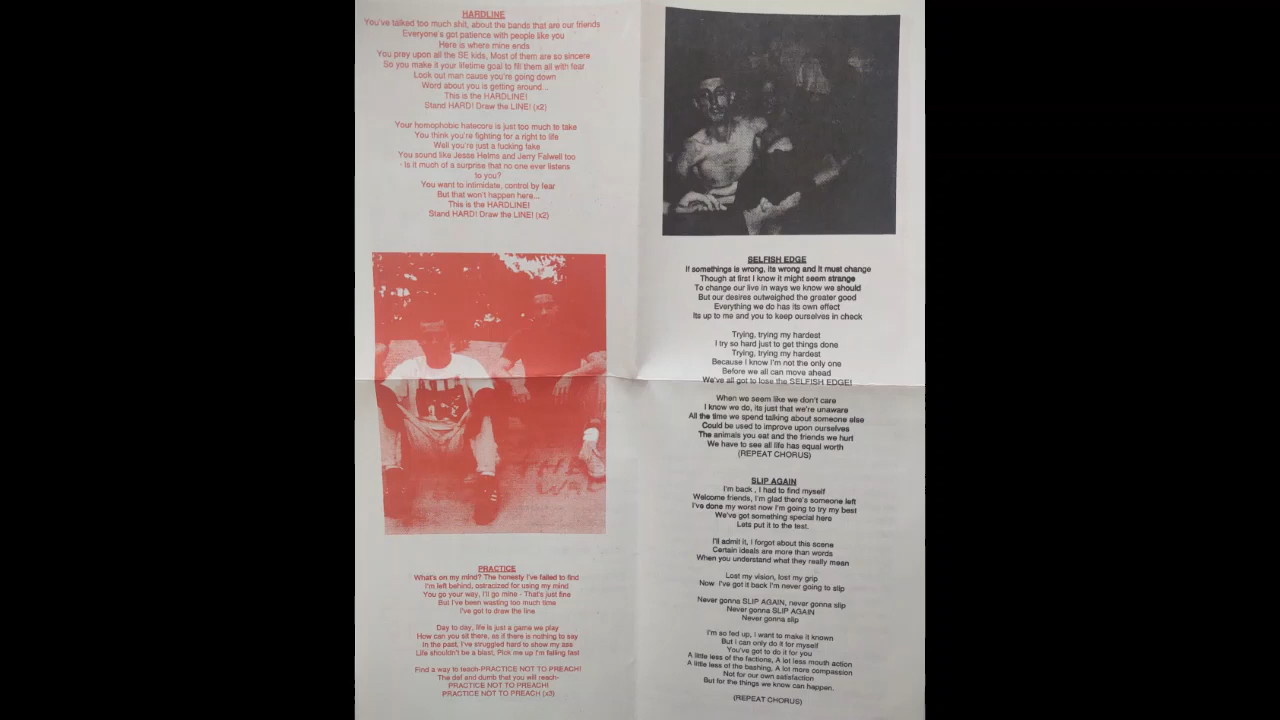 HARDLINE
You've talked too much shit, about the bands that are our friends
Everyone's got patience with people like you
Here is where mine ends
You prey upon all the SE kids, Most of them are so sincere
So you make it your lifetime goal to fill them all with fear
Look out man cause you're going down
Word about you is getting around...
This is the HARDLINE!
Stand HARD! Draw the LINE! (x2)
Your homophobic hatecore is just too much to take
You think you're fighting for a right to life
Well you're just a fucking fake
You sound like Jesse Helms and Jerry Falwell too
- Is it much of a surprise that no one ever listens
to you?
You want to intimidate, control by fear
But that won't happen here...
This is the HARDLINE!
Stand HARD! Draw the LINE! (x2)
THE
PRACTICE
What's on my mind? The honesty I've failed to find
I'm left behind, ostracized for using my mind
You go your way, I'll go mine - That's just fine
But I've been wasting too much time
I've got to draw the line
Day to day, life is just a game we play
How can you sit there, as if there is nothing to say
In the past, I've struggled hard to show my ass
Life shouldn't be a blast, Pick me up I'm falling fast
Find a way to teach-PRACTICE NOT TO PREACH!
The def and dumb that you will reach-
PRACTICE NOT TO PREACH!
PRACTICE NOT TO PREACH (x3)
SELFISH EDGE
If somethings is wrong, its wrong and it must change
Though at first I know it might seem strange
To change our live in ways we know we should
But our desires outweighed the greater good
Everything we do has its own effect
Its up to me and you to keep ourselves in check
Trying, trying my hardest
I try so hard just to get things done
Trying, trying my hardest
Because I know I'm not the only one
Before we all can move ahead
We've all got to lose the SELFISH EDGE!
When we seem like we don't care
I know we do, its just that we're unaware
All the time we spend talking about someone else
Could be used to improve upon ourselves
The animals you eat and the friends we hurt
We have to see all life has equal worth
(REPEAT CHORUS)
SLIP AGAIN
I'm back , I had to find myself
Welcome friends, I'm glad there's someone left
I've done my worst now I'm going to try my best
We've got something special here
Lets put it to the test.
I'll admit it, I forgot about this scene
Certain ideals are more than words
When you understand what they really mean
Lost my vision, lost my grip
Now I've got it back I'm never going to slip
Never gonna SLIP AGAIN, never gonna slip
Never gonna SLIP AGAIN
Never gonna slip
I'm so fed up, I want to make it known
But I can only do it for myself
You've got to do it for you
A little less of the factions, A lot less mouth action
A little less of the bashing, A lot more compassion
Not for our own satisfaction
But for the things we know can happen.
(REPEAT CHORUS)